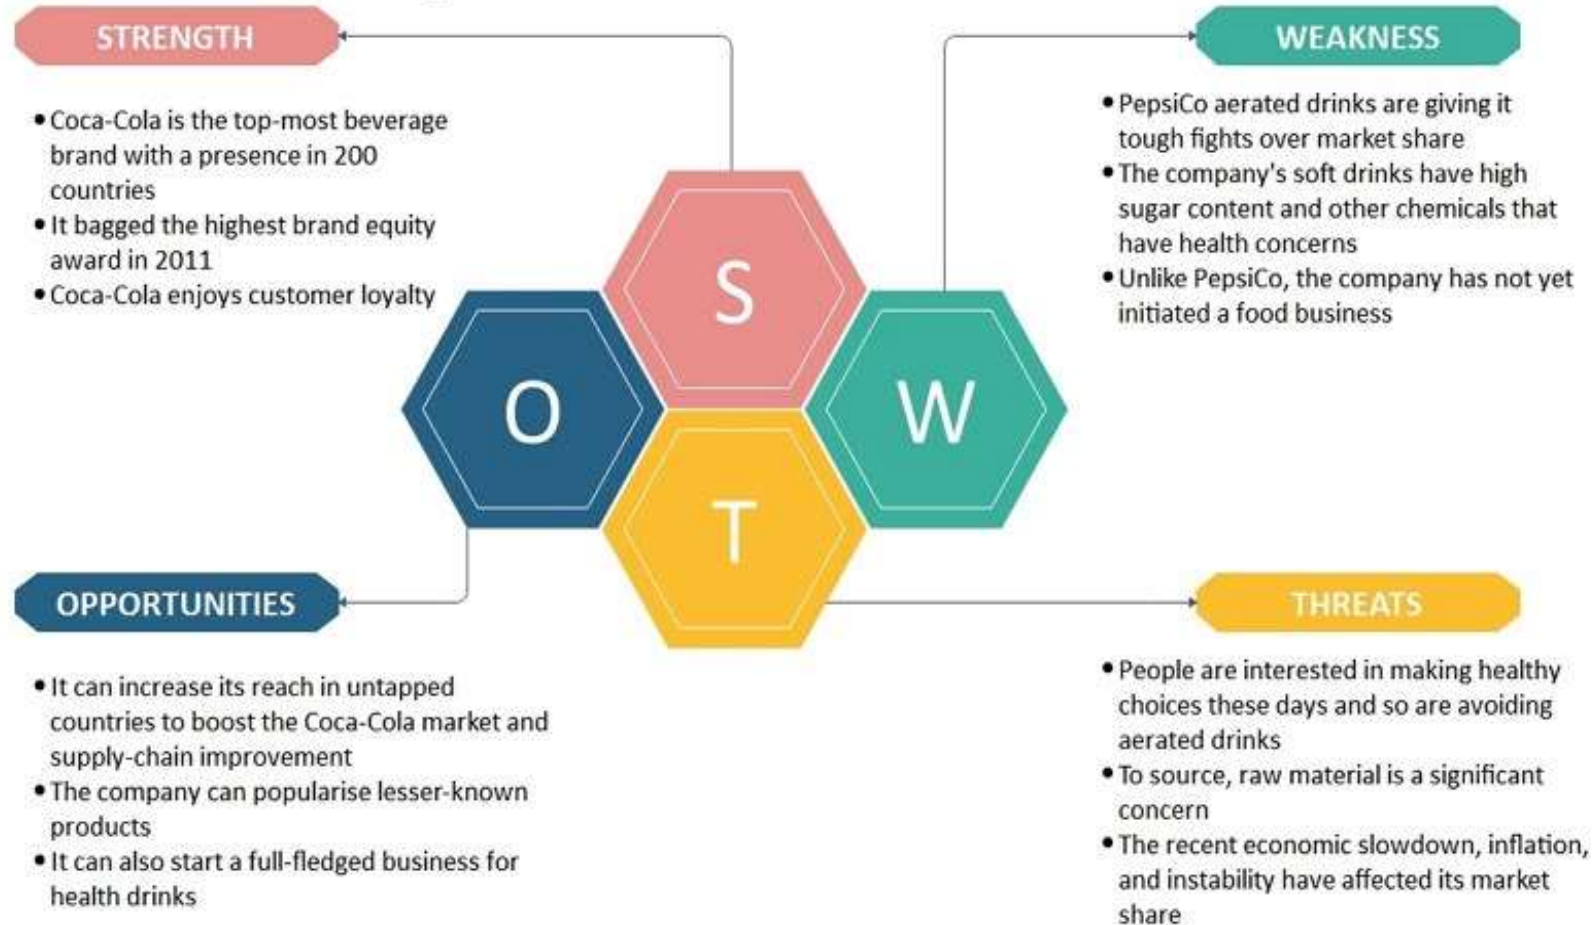 STRENGTH
• Coca-Cola is the top-most beverage
brand with a presence in 200
countries
• It bagged the highest brand equity
award in 2011
• Coca-Cola enjoys customer loyalty
WEAKNESS
• PepsiCo aerated drinks are giving it
tough fights over market share
• The company's soft drinks have high
sugar content and other chemicals that
have health concerns
• Unlike PepsiCo, the company has not yet
initiated a food business
S
O
W
T
OPPORTUNITIES
• It can increase its reach in untapped
countries to boost the Coca-Cola market and
supply-chain improvement
• The company can popularise lesser-known
products
• It can also start a full-fledged business for
health drinks
THREATS
• People are interested in making healthy
choices these days and so are avoiding
aerated drinks
• To source, raw material is a significant
concern
• The recent economic slowdown, inflation,
and instability have affected its market
share